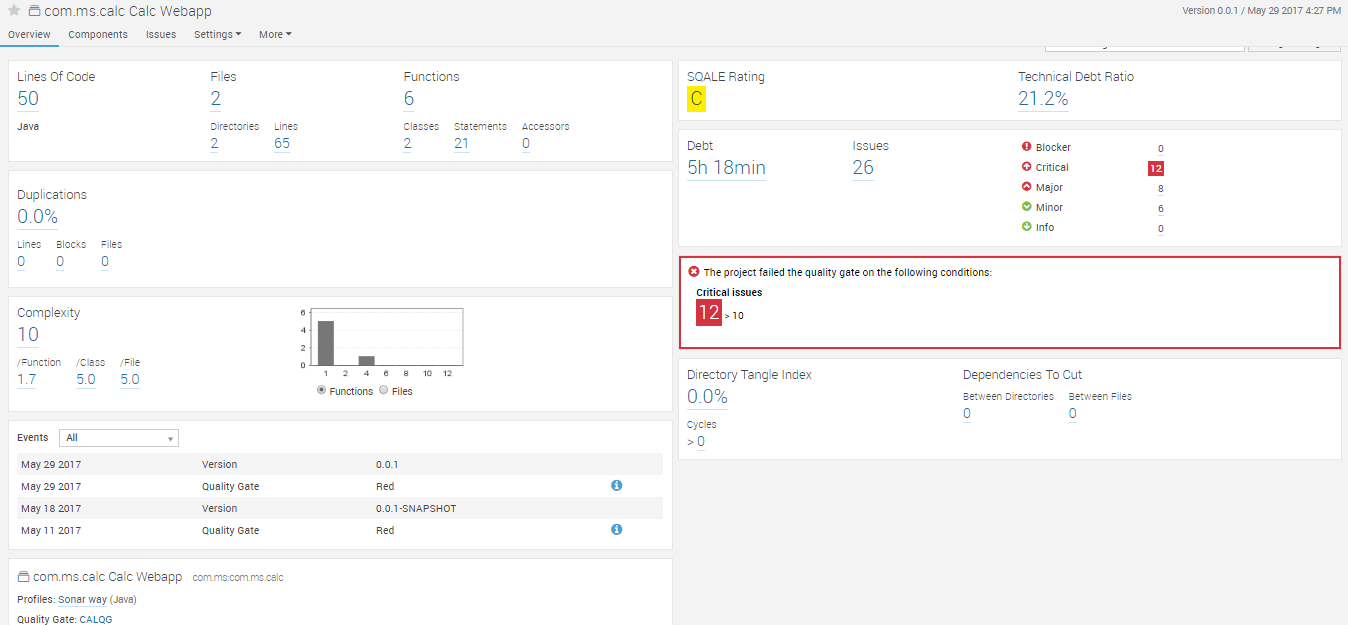 com.ms.calc Calc Webapp
Version 0.0.1 / May 29 2017 4:27 PM
Overview Components Issues Settings More
Lines Of Code Files Functions
50 2 6
Java Directories Lines Classes Statements Accessors
2 65 2 21 0
Duplications
0.0%
Lines Blocks Files
0 0 0
Complexity
10
/Function /Class /File
1.7 5.0 5.0
6
4
2
0
1 2 4 6 8 10 12
Functions Files
Events All
May 29 2017 Version 0.0.1
May 29 2017 Quality Gate Red
May 18 2017 Version 0.0.1-SNAPSHOT
May 11 2017 Quality Gate Red
com.ms.calc Calc Webapp com.ms:com.ms.calc
Profiles: Sonar way (Java)
Quality Gate: CALQG
SQALE Rating Technical Debt Ratio
C 21.2%
Debt Issues
5h 18min 26
Blocker 0
Critical 12
Major 8
Minor 6
Info 0
The project failed the quality gate on the following conditions:
Critical issues
12 > 10
Directory Tangle Index Dependencies To Cut
0.0% Between Directories Between Files
0 0
Cycles
> 0